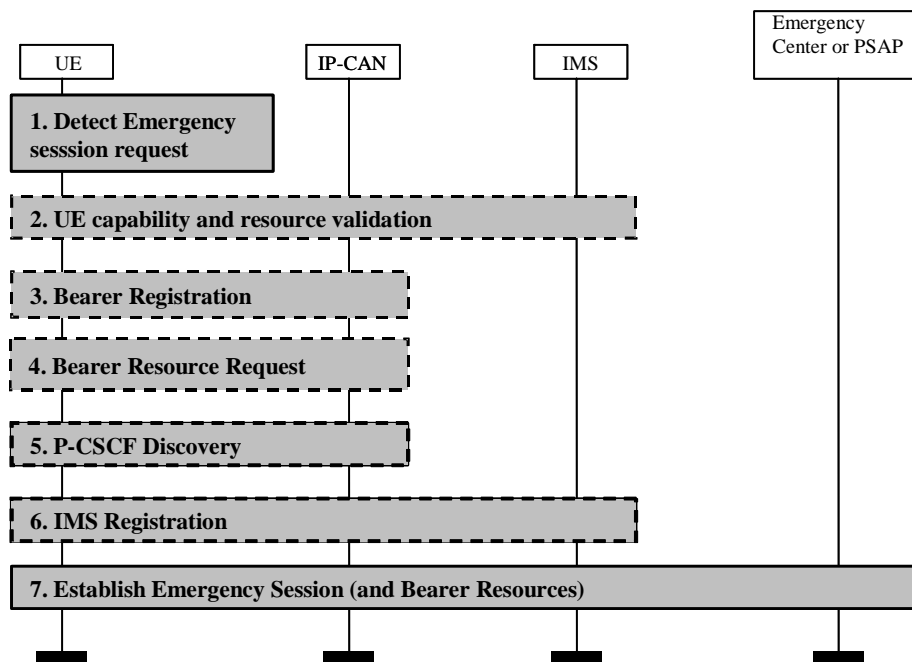 Emergency
Center or PSAP
UE
IP-CAN
IMS
1. Detect Emergency
sesssion request
2. UE capability and resource validation
3. Bearer Registration
4. Bearer Resource Request
5. P-CSCF Discovery
6. IMS Registration
7. Establish Emergency Session (and Bearer Resources)